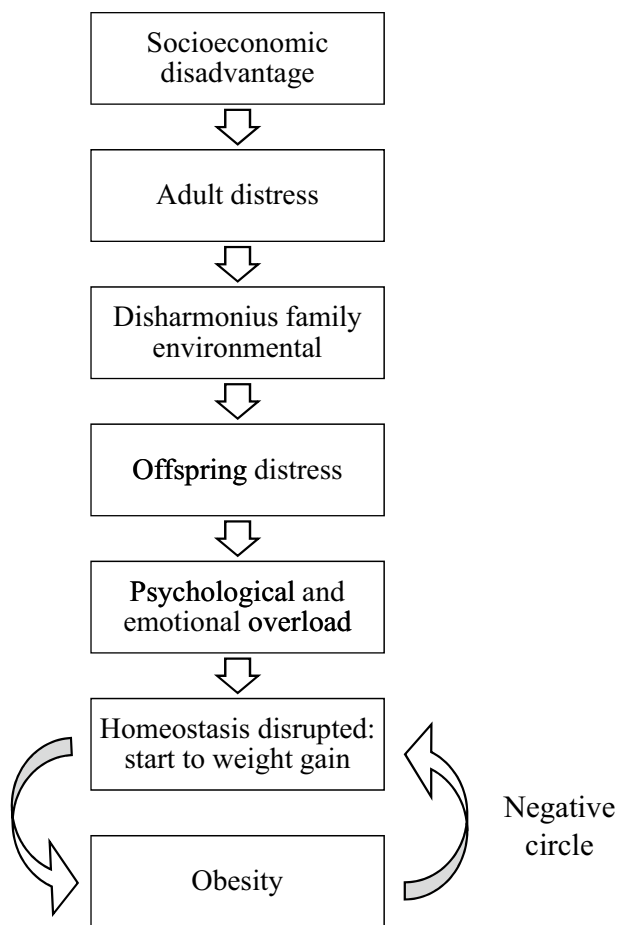 Socioeconomic
disadvantage
Adult distress
Disharmonius family
environmental
Offspring distress
Psychological and
emotional overload
Homeostasis disrupted:
start to weight gain
Negative
circle
Obesity